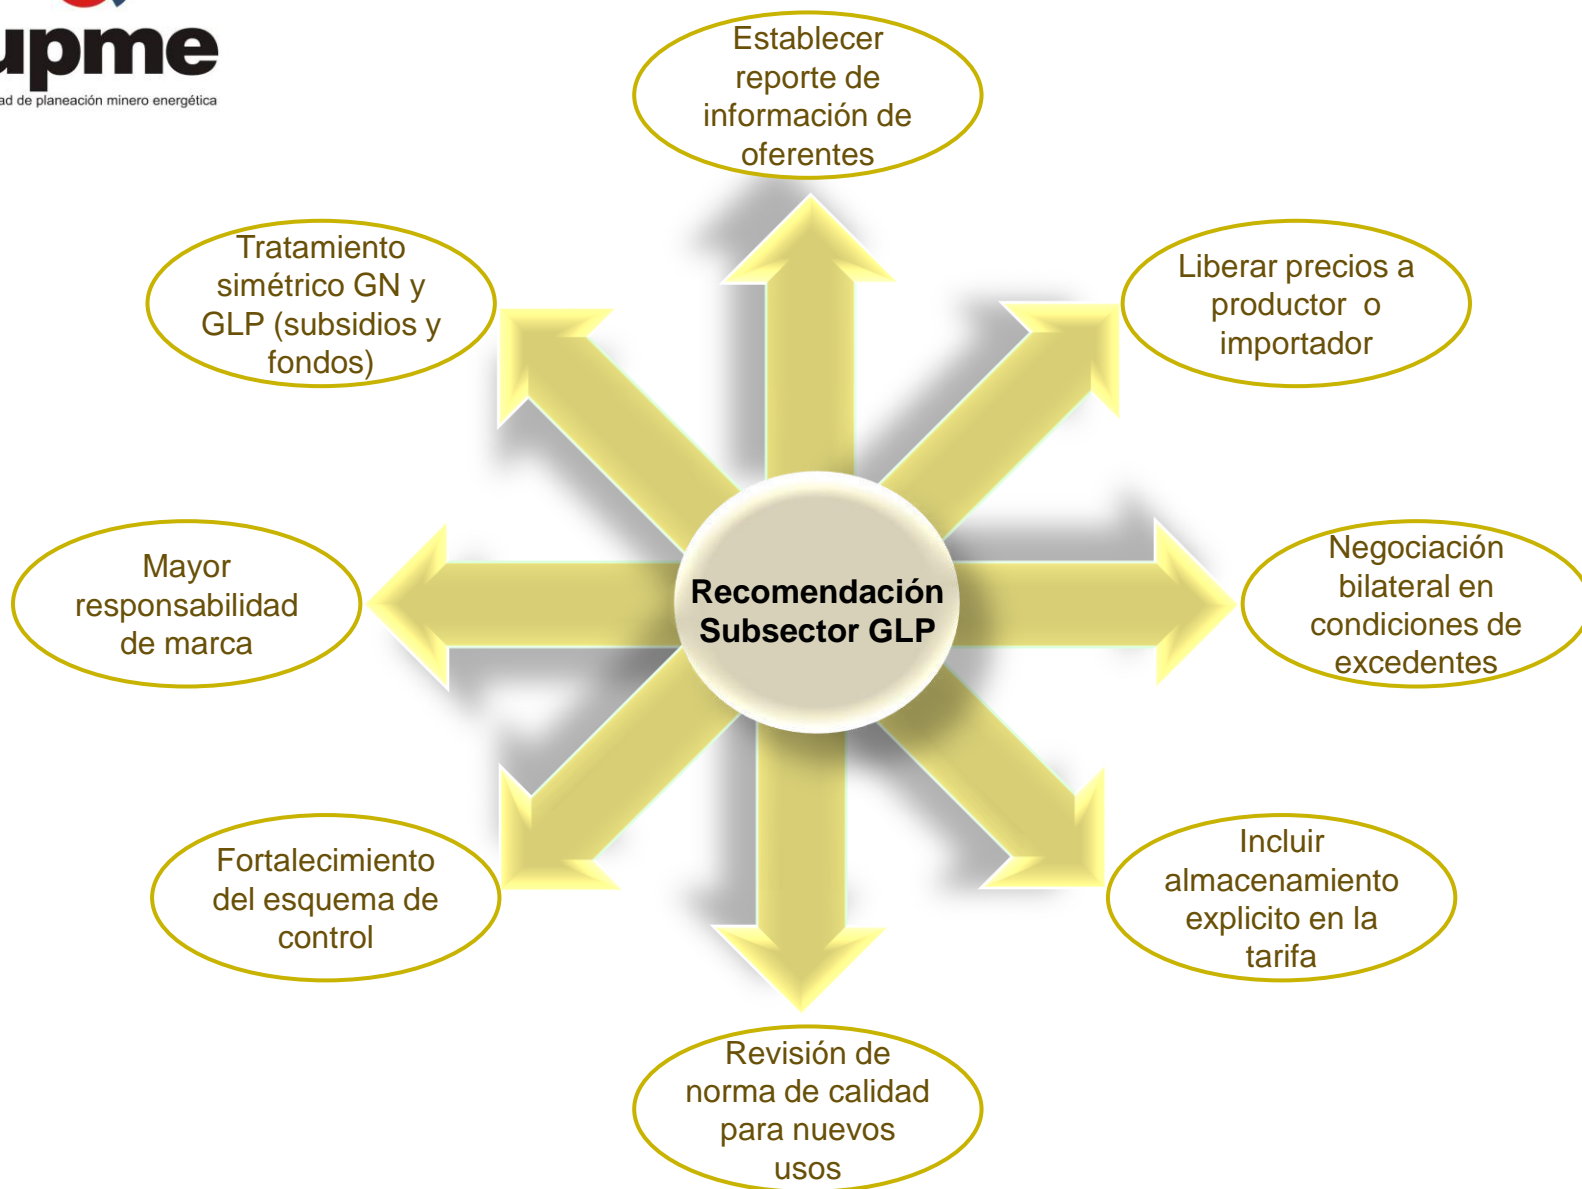 upme
ad de planeación minero energética
Establecer
reporte de
información de
oferentes
Tratamiento
simétrico GN y
GLP (subsidios y
fondos)
Liberar precios a
productor o
importador
Mayor
responsabilidad
de marca
Recomendación
Subsector GLP
Negociación
bilateral en
condiciones de
excedentes
Fortalecimiento
del esquema de
control
Incluir
almacenamiento
explicito en la
tarifa
Revisión de
norma de calidad
para nuevos
usos